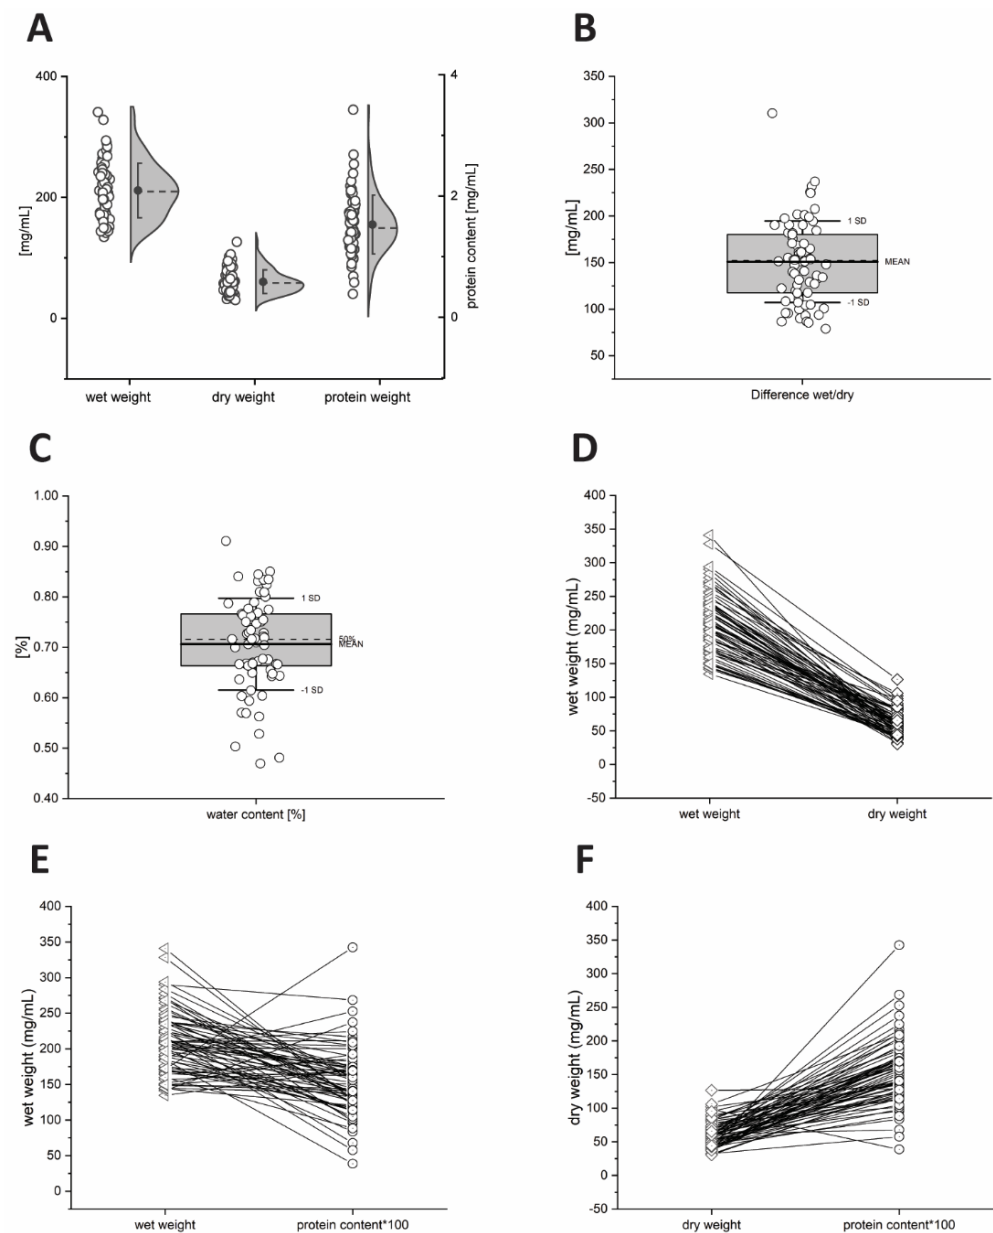 A
400
200
0
[mg/mL]
4
2
0
protein content [mg/mL]
wet weight
dry weight
protein weight
B
350
300
250
200
150
100
50
[mg/mL]
1 SD
MEAN
-1 SD
Difference wet/dry
C
1.00
0.90
0.80
0.70
0.60
0.50
0.40
[%]
1 SD
50%
MEAN
-1 SD
water content [%]
D
400
350
300
250
200
150
100
50
0
-50
wet weight (mg/mL)
wet weight
dry weight
E
400
350
300
250
200
150
100
50
0
wet weight (mg/mL)
wet weight
protein content*100
F
400
350
300
250
200
150
100
50
0
-50
dry weight (mg/mL)
dry weight
protein content*100